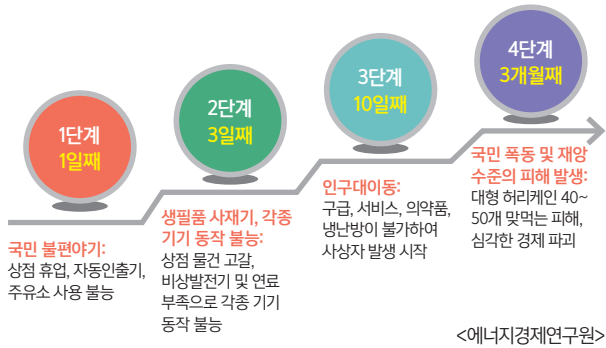 1단계
1일째
국민 불편야기:
상점 휴업, 자동인출기,
주유소 사용 불능
2단계
3일째
생필품 사재기, 각종
기기 동작 불능:
상점 물건 고갈,
비상발전기 및 연료
부족으로 각종 기기
동작 불능
3단계
10일째
인구대이동:
구급, 서비스, 의약품,
냉난방이 불가하여
사상자 발생 시작
4단계
3개월째
국민 폭동 및 재앙
수준의 피해 발생:
대형 허리케인 40~
50개 맞먹는 피해,
심각한 경제 파괴
<에너지경제연구원>